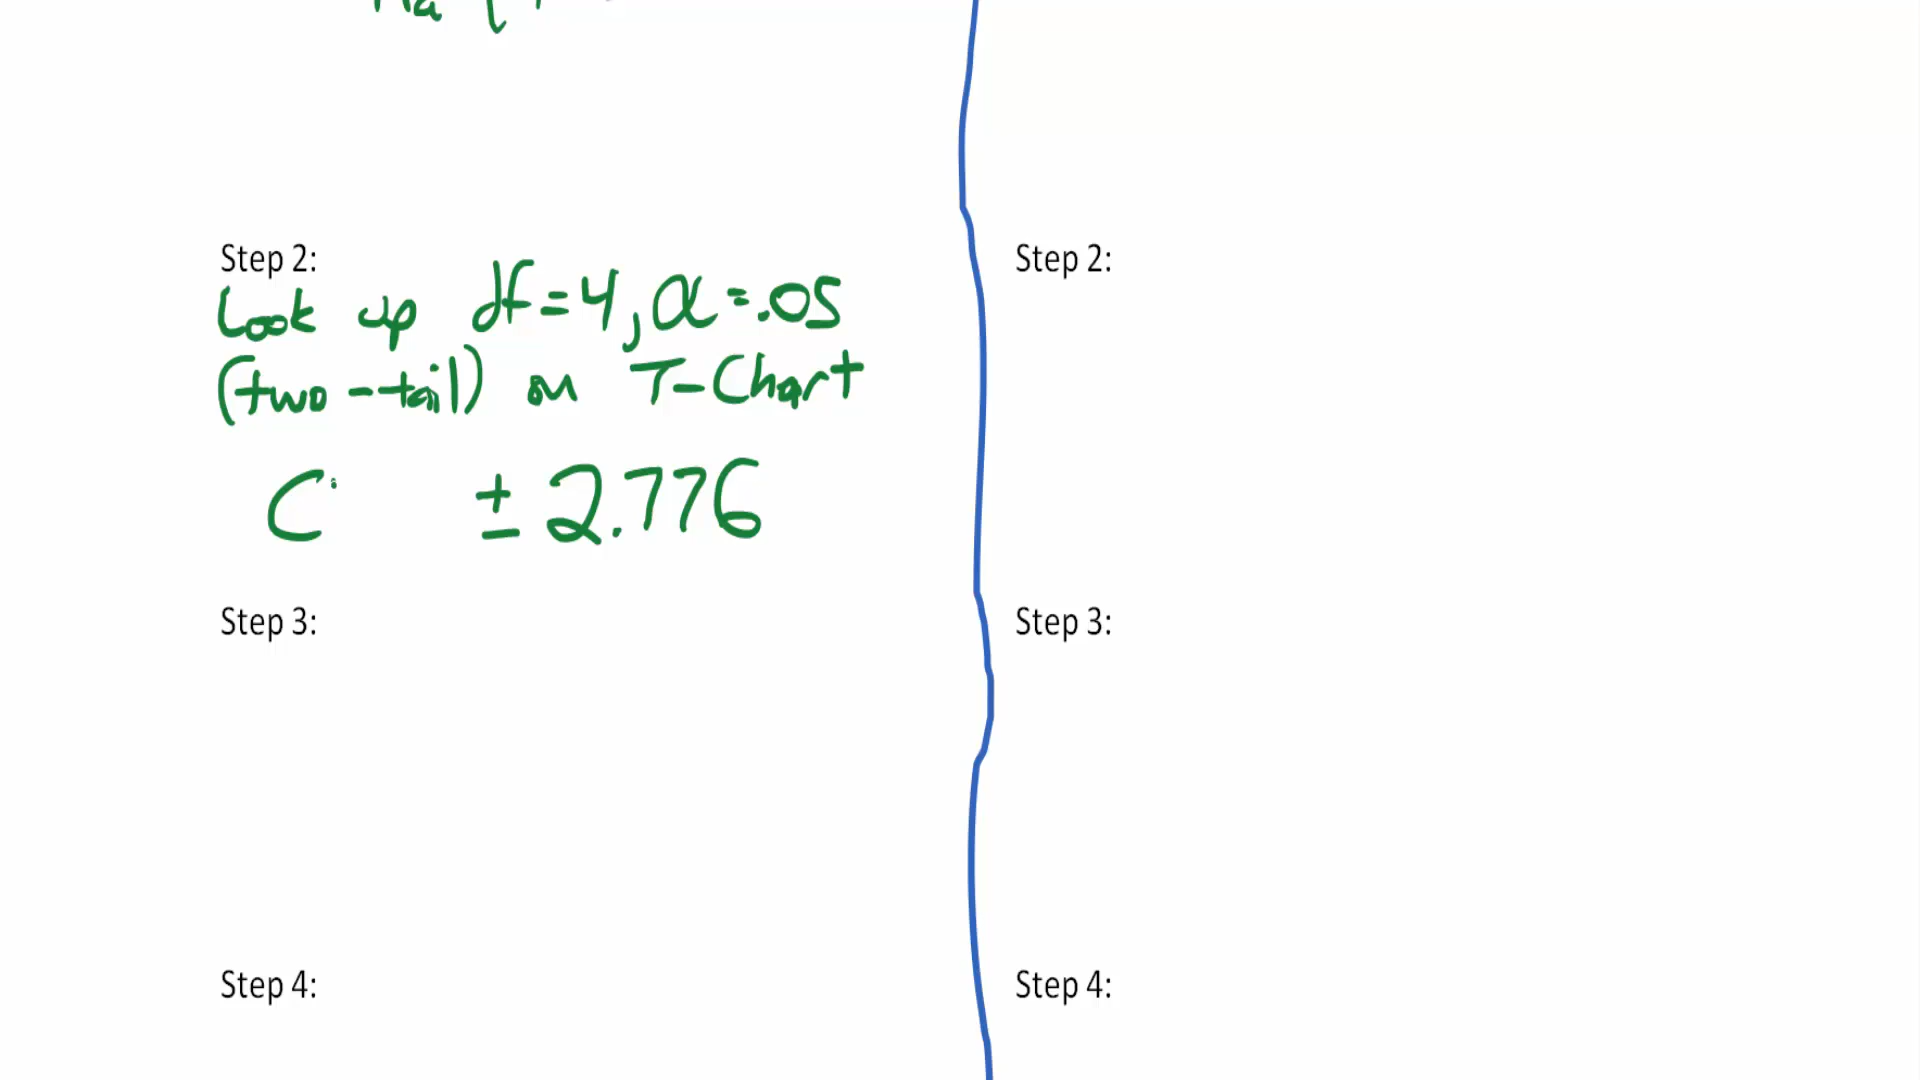 Step 2:
Look up df=4, α=.05
(two-tail) on T-Chart
C ± 2.776
Step 3:
Step 4:
Step 2:
Step 3:
Step 4: